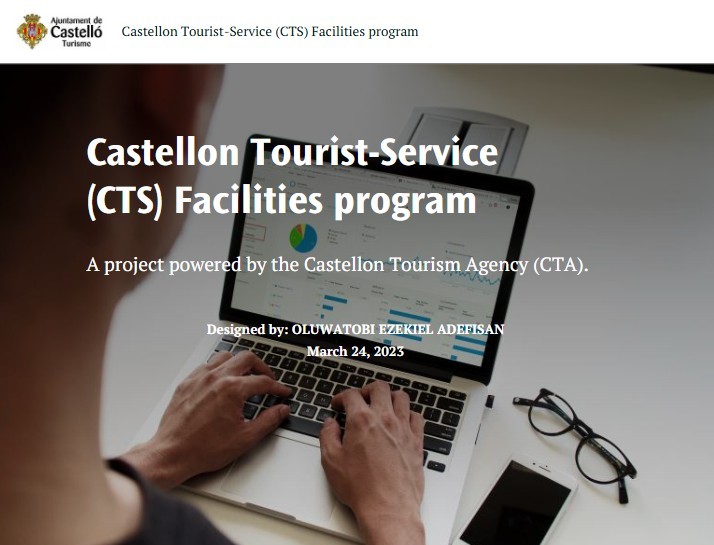 Ajuntament de
Castelló
Turisme
Castellon Tourist-Service (CTS) Facilities program
Castellon Tourist-Service
(CTS) Facilities program
A project powered by the Castellon Tourism Agency (CTA).
Designed by: OLUWATOBI EZEKIEL ADEFISAN
March 24, 2023